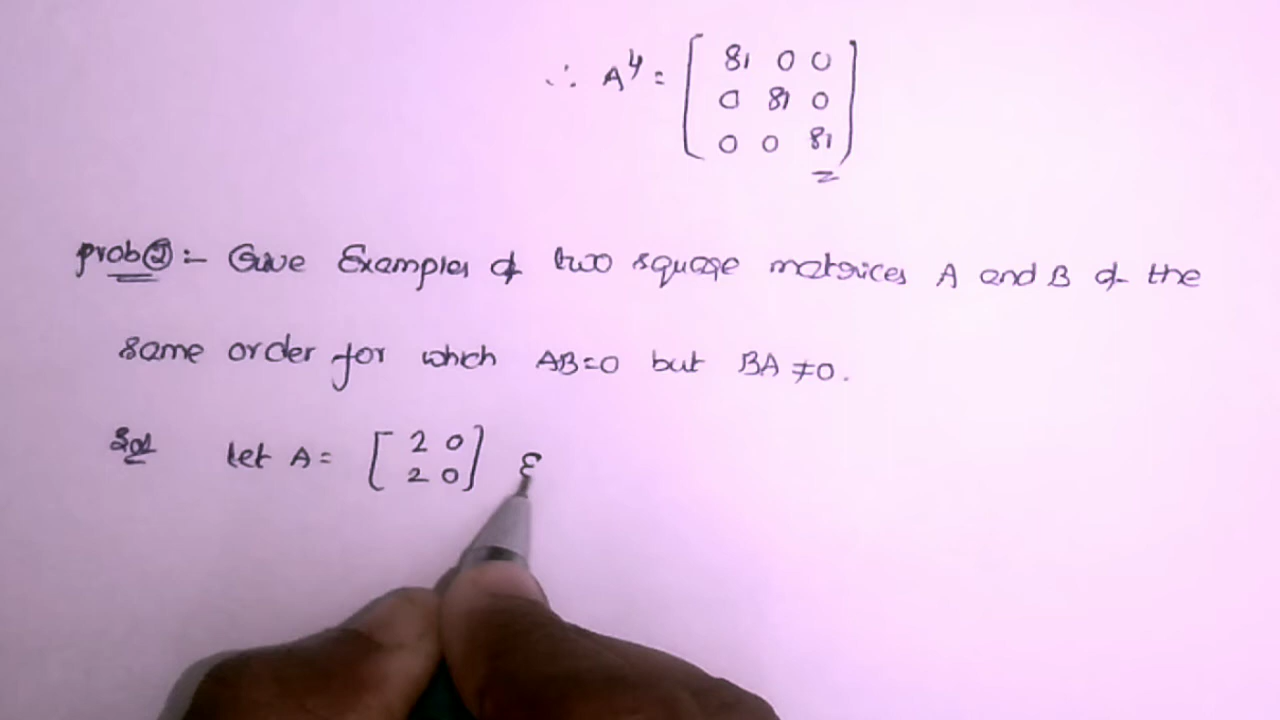 ∴ A⁴ = [ 81 0 0
0 81 0
0 0 81 ]
prob② :- Give Examples of two square matrices A and B of the
same order for which AB=0 but BA≠0.
Sol let A = [ 2 0
2 0 ] &